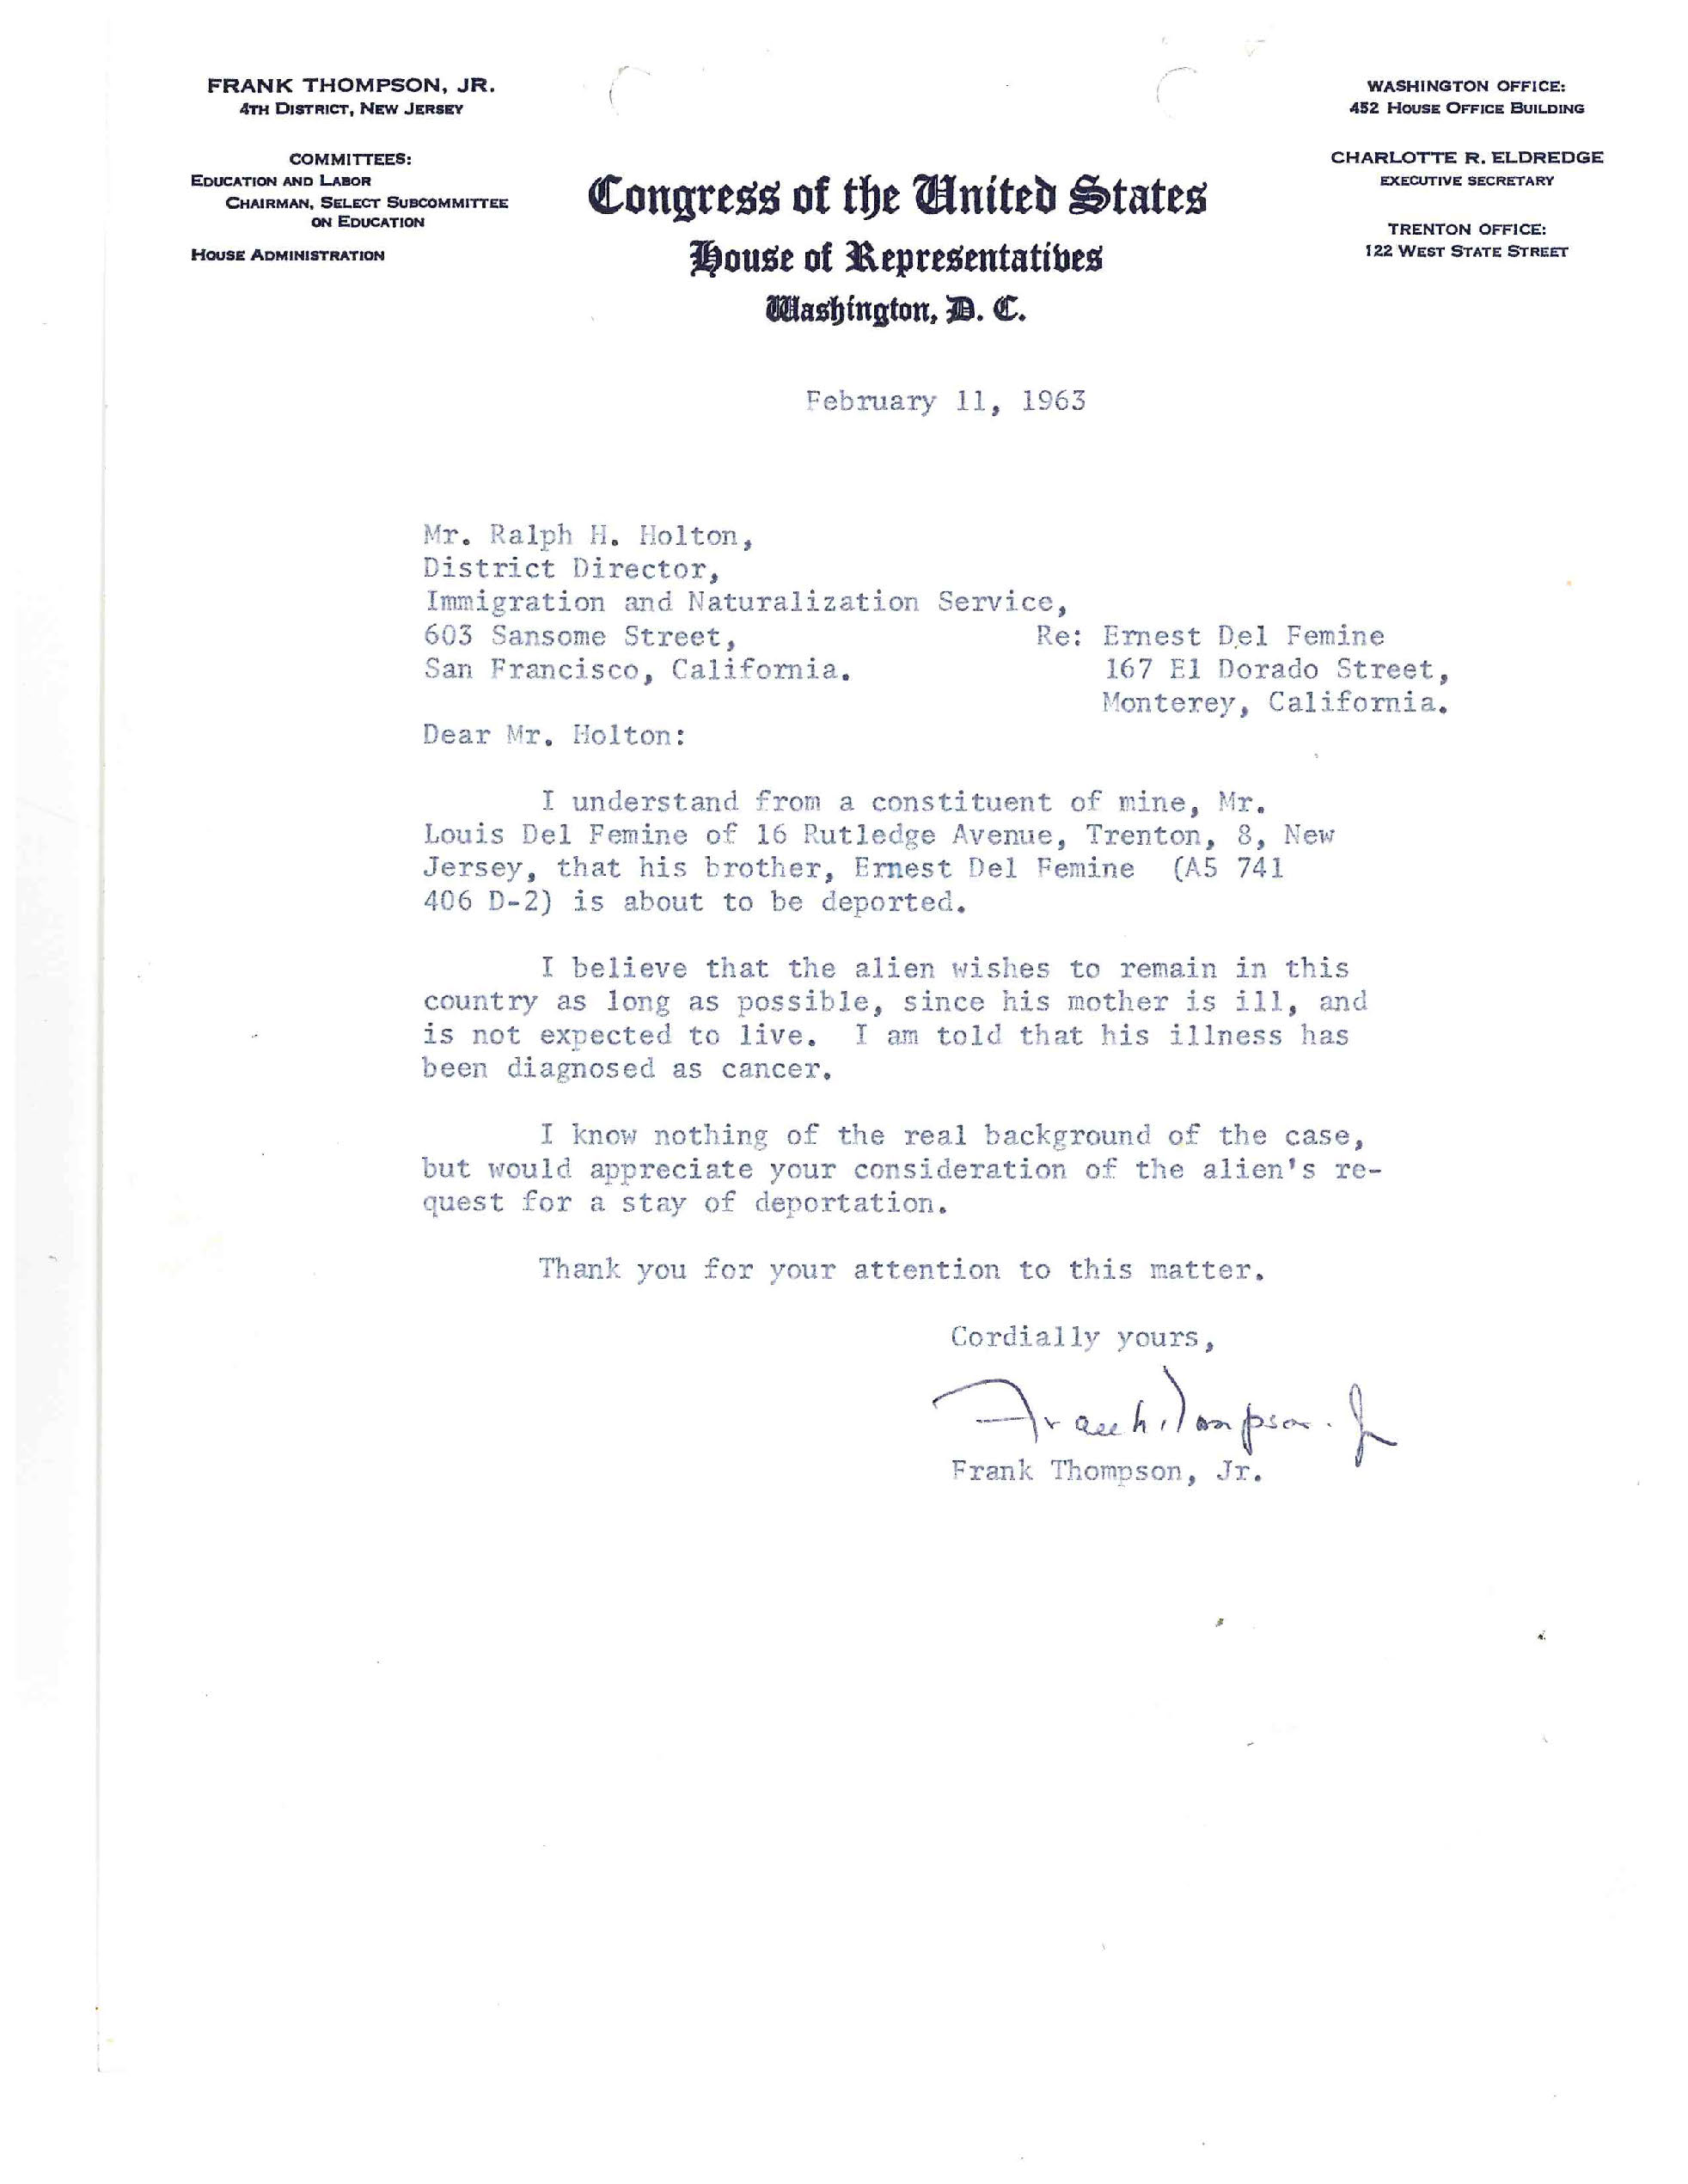 FRANK THOMPSON, JR.
4TH DISTRICT, NEW JERSEY
COMMITTEES:
EDUCATION AND LABOR
CHAIRMAN, SELECT SUBCOMMITTEE
ON EDUCATION
HOUSE ADMINISTRATION
WASHINGTON OFFICE:
452 HOUSE OFFICE BUILDING
CHARLOTTE R. ELDREDGE
EXECUTIVE SECRETARY
TRENTON OFFICE:
122 WEST STATE STREET
Congress of the United States
House of Representatives
Washington, D. C.
February 11, 1963
Mr. Ralph H. Holton,
District Director,
Immigration and Naturalization Service,
603 Sansome Street,
San Francisco, California.
Re: Ernest Del Femine
167 El Dorado Street,
Monterey, California.
Dear Mr. Holton:
I understand from a constituent of mine, Mr.
Louis Del Femine of 16 Rutledge Avenue, Trenton, 8, New
Jersey, that his brother, Ernest Del Femine (A5 741
406 D-2) is about to be deported.
I believe that the alien wishes to remain in this
country as long as possible, since his mother is ill, and
is not expected to live. I am told that his illness has
been diagnosed as cancer.
I know nothing of the real background of the case,
but would appreciate your consideration of the alien's re-
quest for a stay of deportation.
Thank you for your attention to this matter.
Cordially yours,
Frank Thompson, Jr
Frank Thompson, Jr.